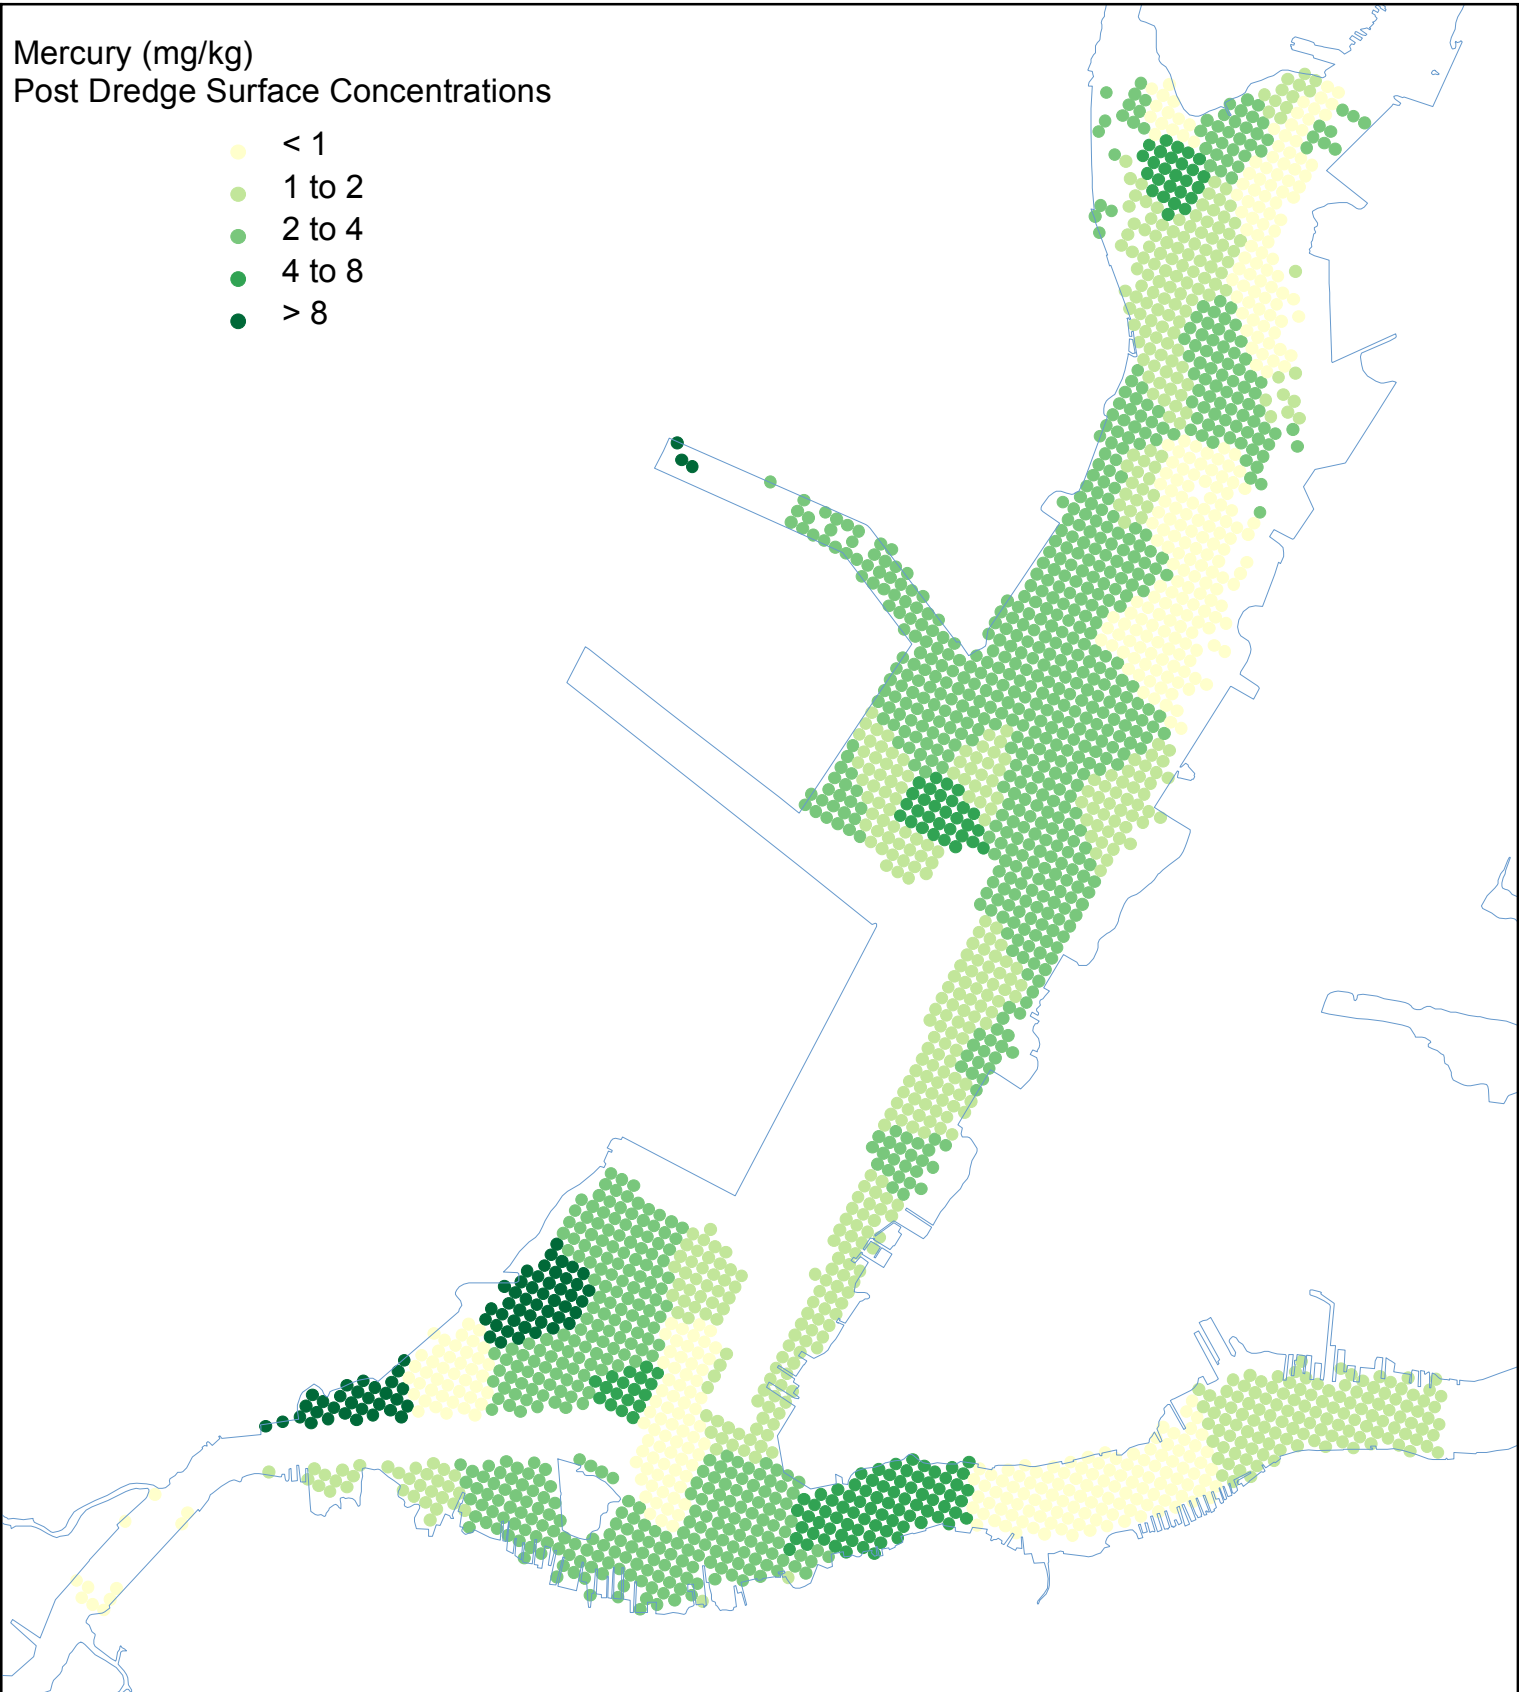 Mercury (mg/kg)
Post Dredge Surface Concentrations
< 1
1 to 2
2 to 4
4 to 8
> 8